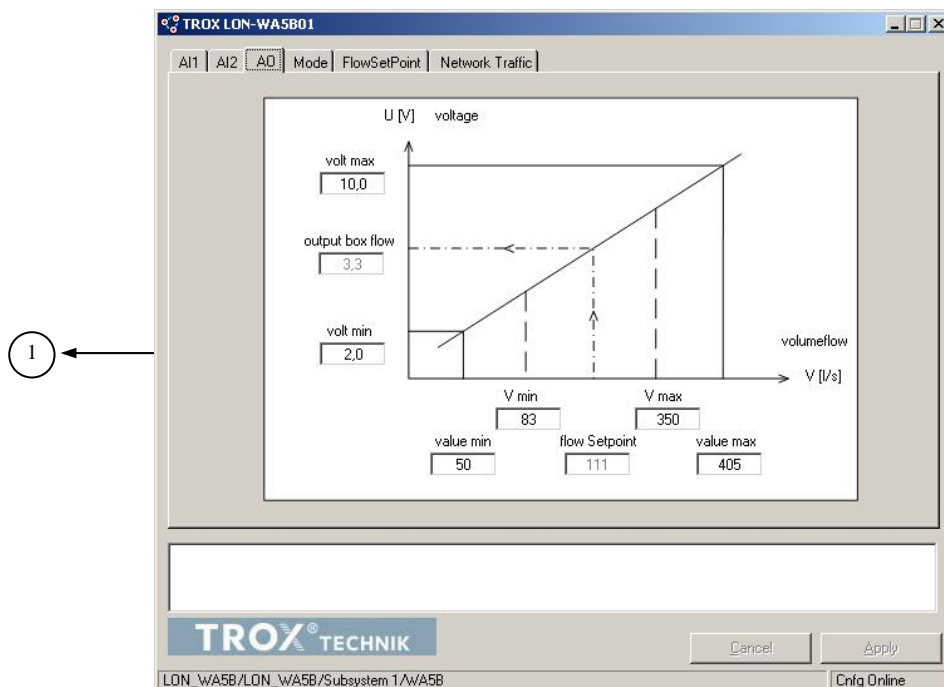 TROX LON-WA5B01
AI1 AI2 AO Mode FlowSetPoint Network Traffic
U [V] voltage
volt max
10,0
output box flow
3,3
volt min
2,0
1
volumeflow
V [l/s]
V min V max
83 350
value min flow Setpoint value max
50 111 405
TROX® TECHNIK
Cancel Apply
LON_WA5B/LON_WA5B/Subsystem 1/WA5B Cnfg Online